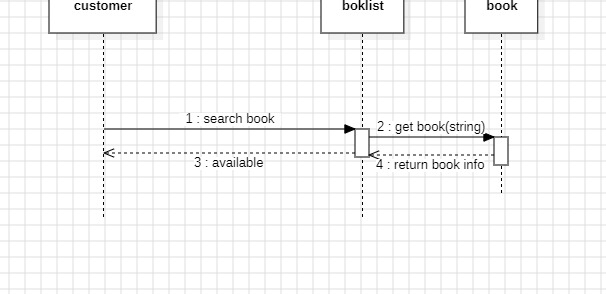 customer
boklist
book
1 : search book
2 : get book(string)
3 : available
4 : return book info